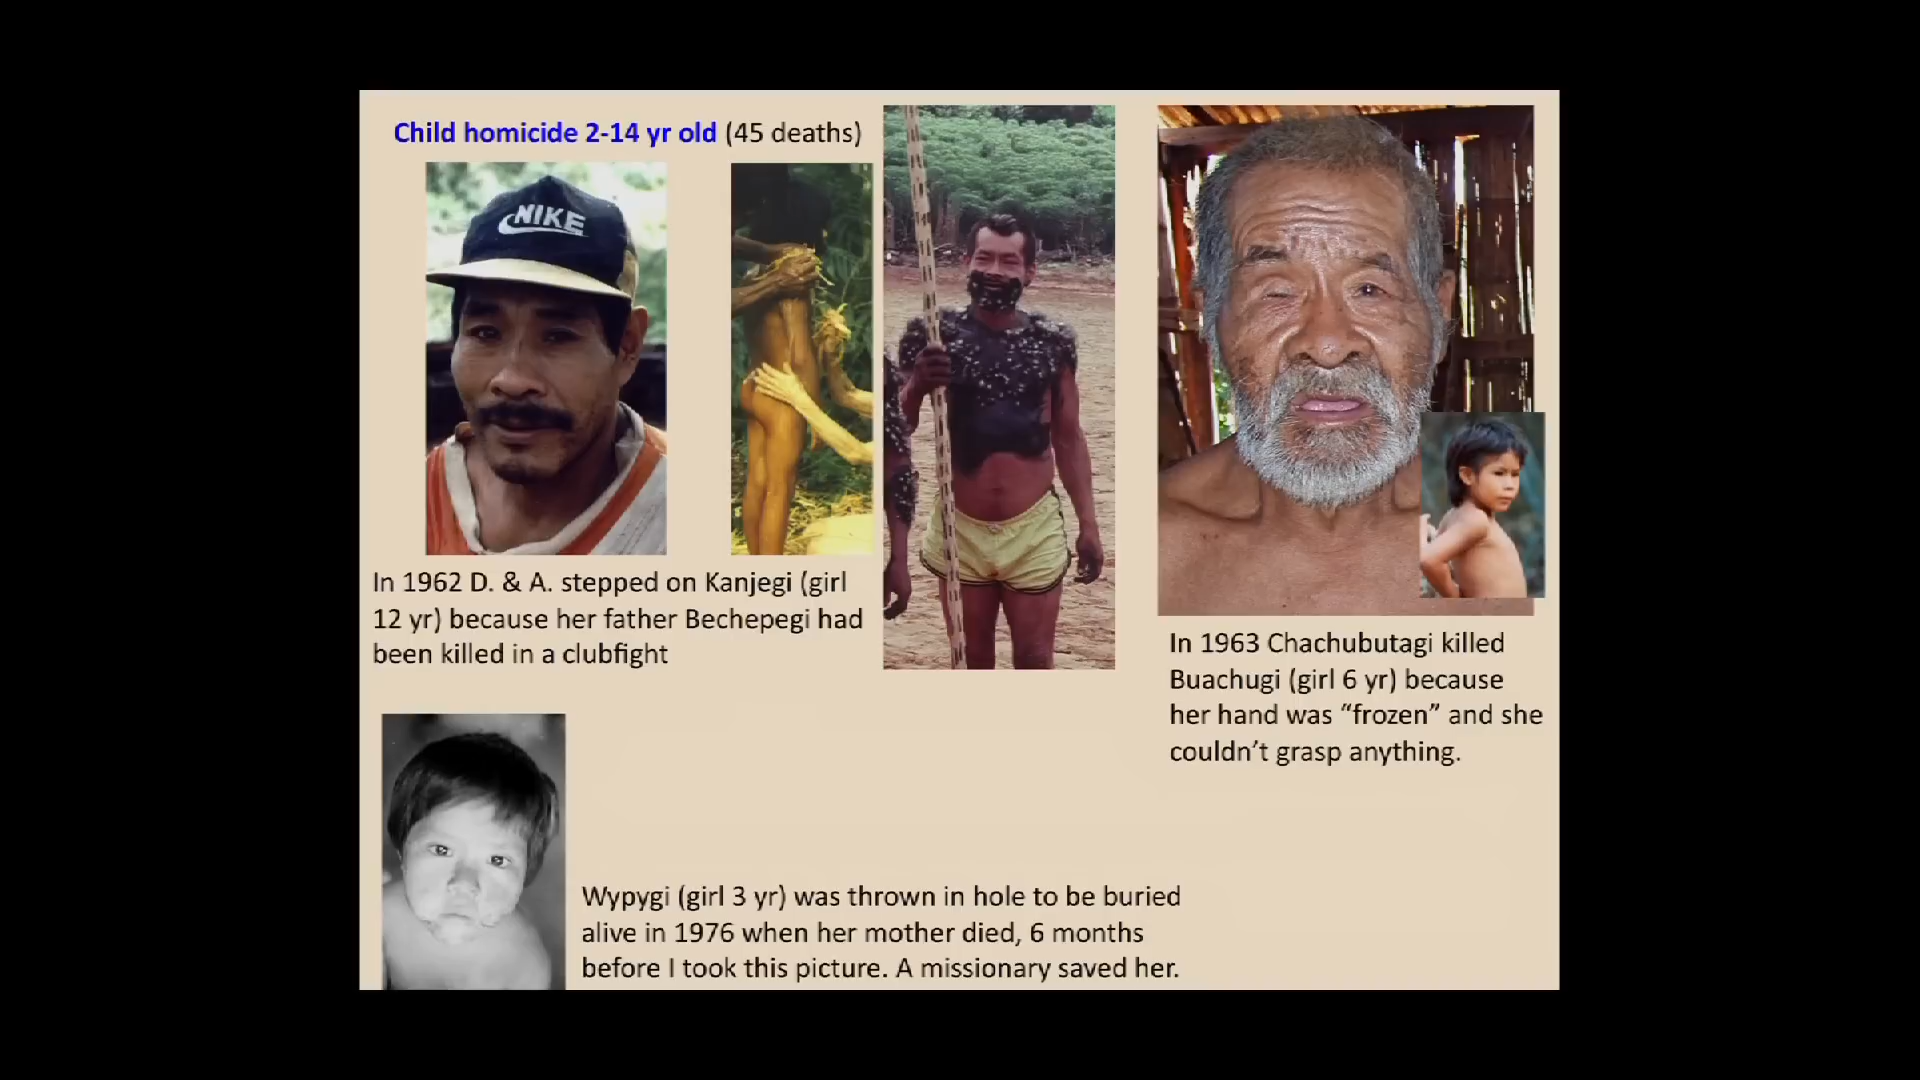 Child homicide 2-14 yr old (45 deaths)
NIKE
In 1962 D. & A. stepped on Kanjegi (girl
12 yr) because her father Bechepegi had
been killed in a clubfight
In 1963 Chachubutagi killed
Buachugi (girl 6 yr) because
her hand was “frozen” and she
couldn’t grasp anything.
Wypygi (girl 3 yr) was thrown in hole to be buried
alive in 1976 when her mother died, 6 months
before I took this picture. A missionary saved her.